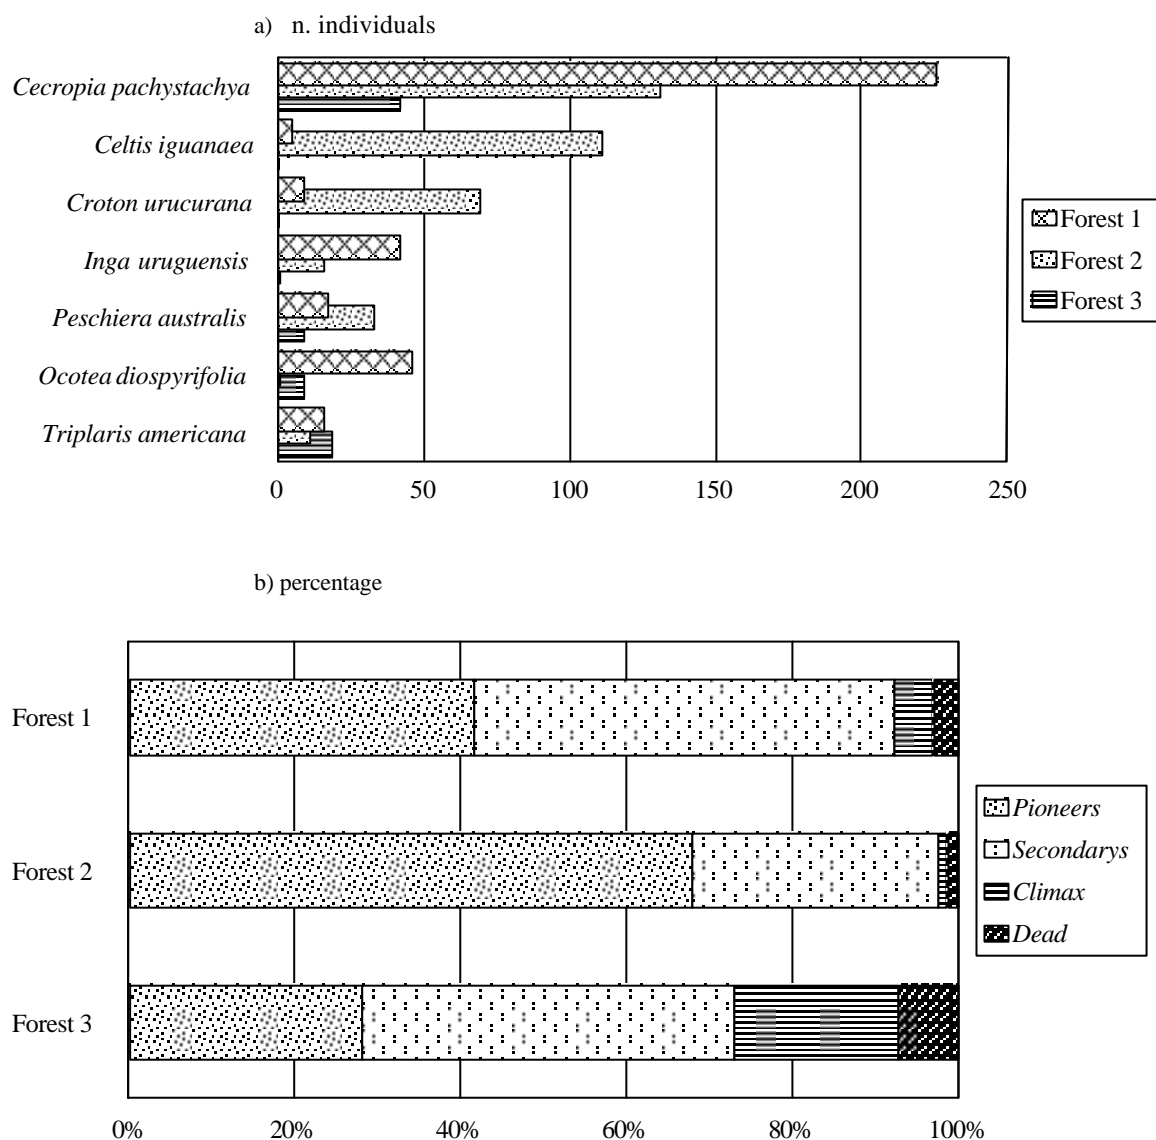 a) n. individuals
Cecropia pachystachya
Celtis iguanaea
Croton urucurana
Inga uruguensis
Peschiera australis
Ocotea diospyrifolia
Triplaris americana
0 50 100 150 200 250
Forest 1
Forest 2
Forest 3
b) percentage
Forest 1
Forest 2
Forest 3
0% 20% 40% 60% 80% 100%
Pioneers
Secondarys
Climax
Dead